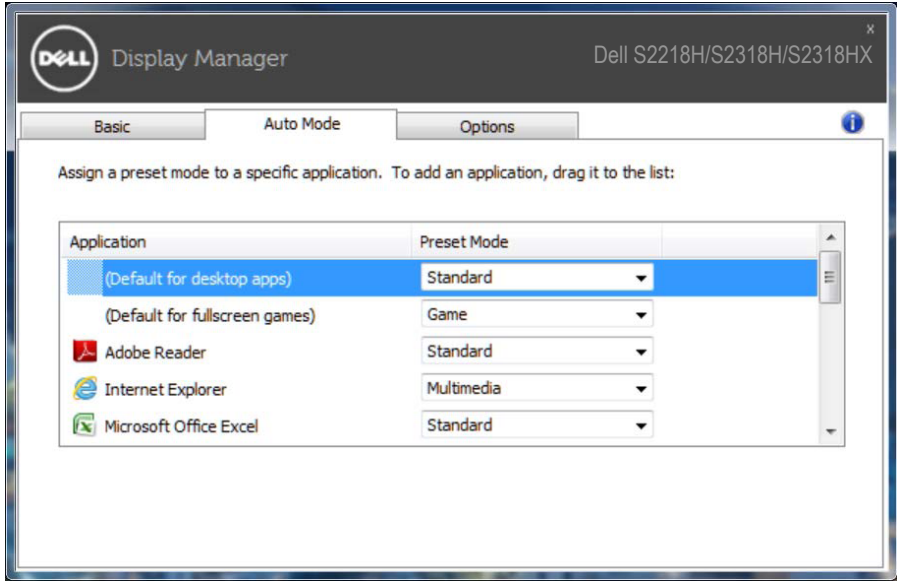 x
DELL Display Manager Dell S2218H/S2318H/S2318HX
Basic Auto Mode Options i
Assign a preset mode to a specific application. To add an application, drag it to the list:
Application Preset Mode
(Default for desktop apps) Standard
(Default for fullscreen games) Game
Adobe Reader Standard
Internet Explorer Multimedia
Microsoft Office Excel Standard